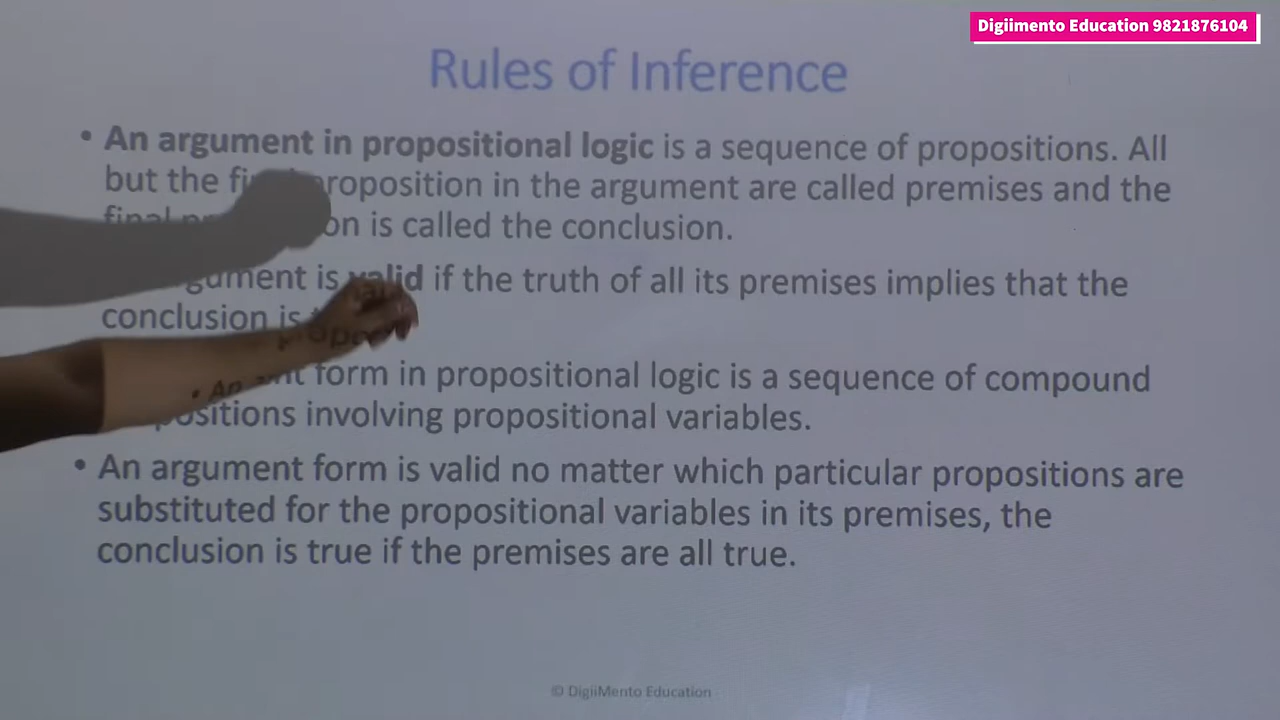 Digiimento Education 9821876104
Rules of Inference
• An argument in propositional logic is a sequence of propositions. All
but the proposition in the argument are called premises and the
final is called the conclusion.
is valid if the truth of all its premises implies that the
conclusion is
form in propositional logic is a sequence of compound
involving propositional variables.
• An argument form is valid no matter which particular propositions are
substituted for the propositional variables in its premises, the
conclusion is true if the premises are all true.
© DigiiMento Education